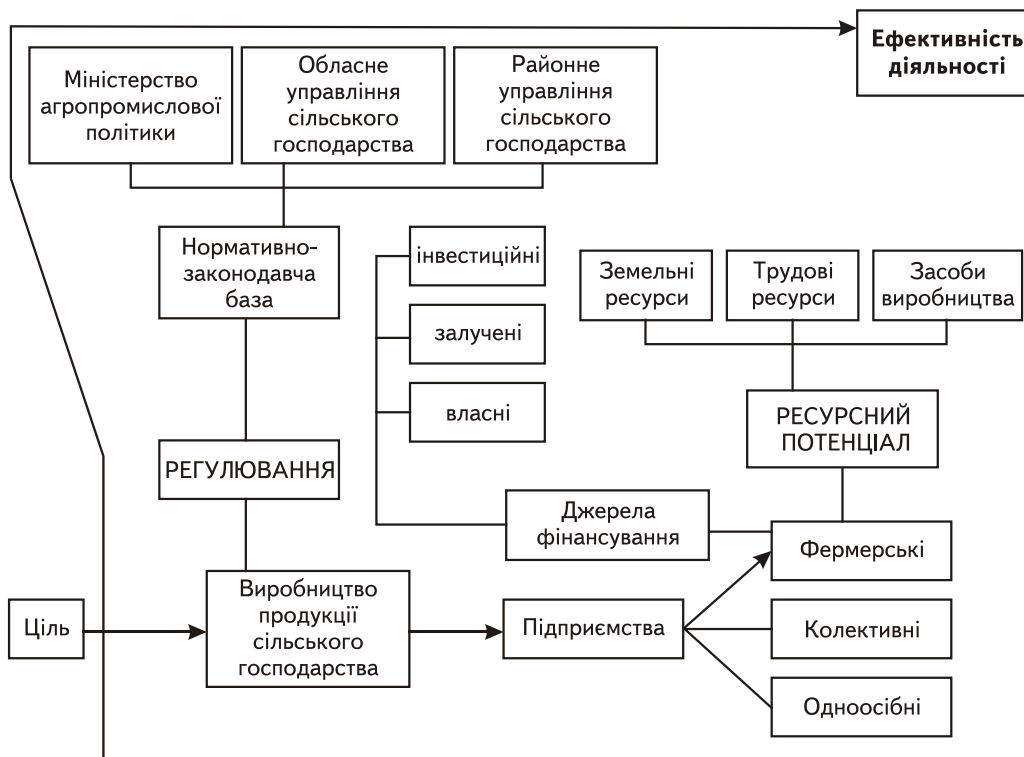 Ефективність
діяльності
Міністерство
агропромислової
політики
Обласне
управління
сільського
господарства
Районне
управління
сільського
господарства
Нормативно-
законодавча
база
інвестиційні
залучені
власні
Земельні
ресурси
Трудові
ресурси
Засоби
виробництва
РЕСУРСНИЙ
ПОТЕНЦІАЛ
РЕГУЛЮВАННЯ
Джерела
фінансування
Фермерські
Ціль
Виробництво
продукції
сільського
господарства
Підприємства
Колективні
Одноосібні